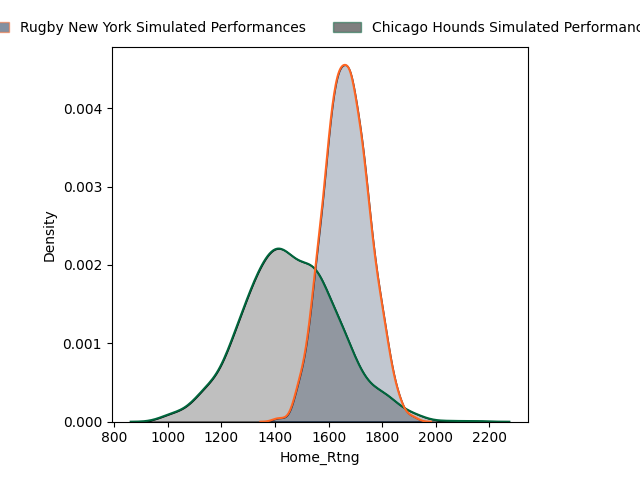 Rugby New York Simulated Performances
Chicago Hounds Simulated
0.004
0.003
0.002
0.001
0.000
Density
800 1000 1200 1400 1600 1800 2000 2200
Home_Rtng